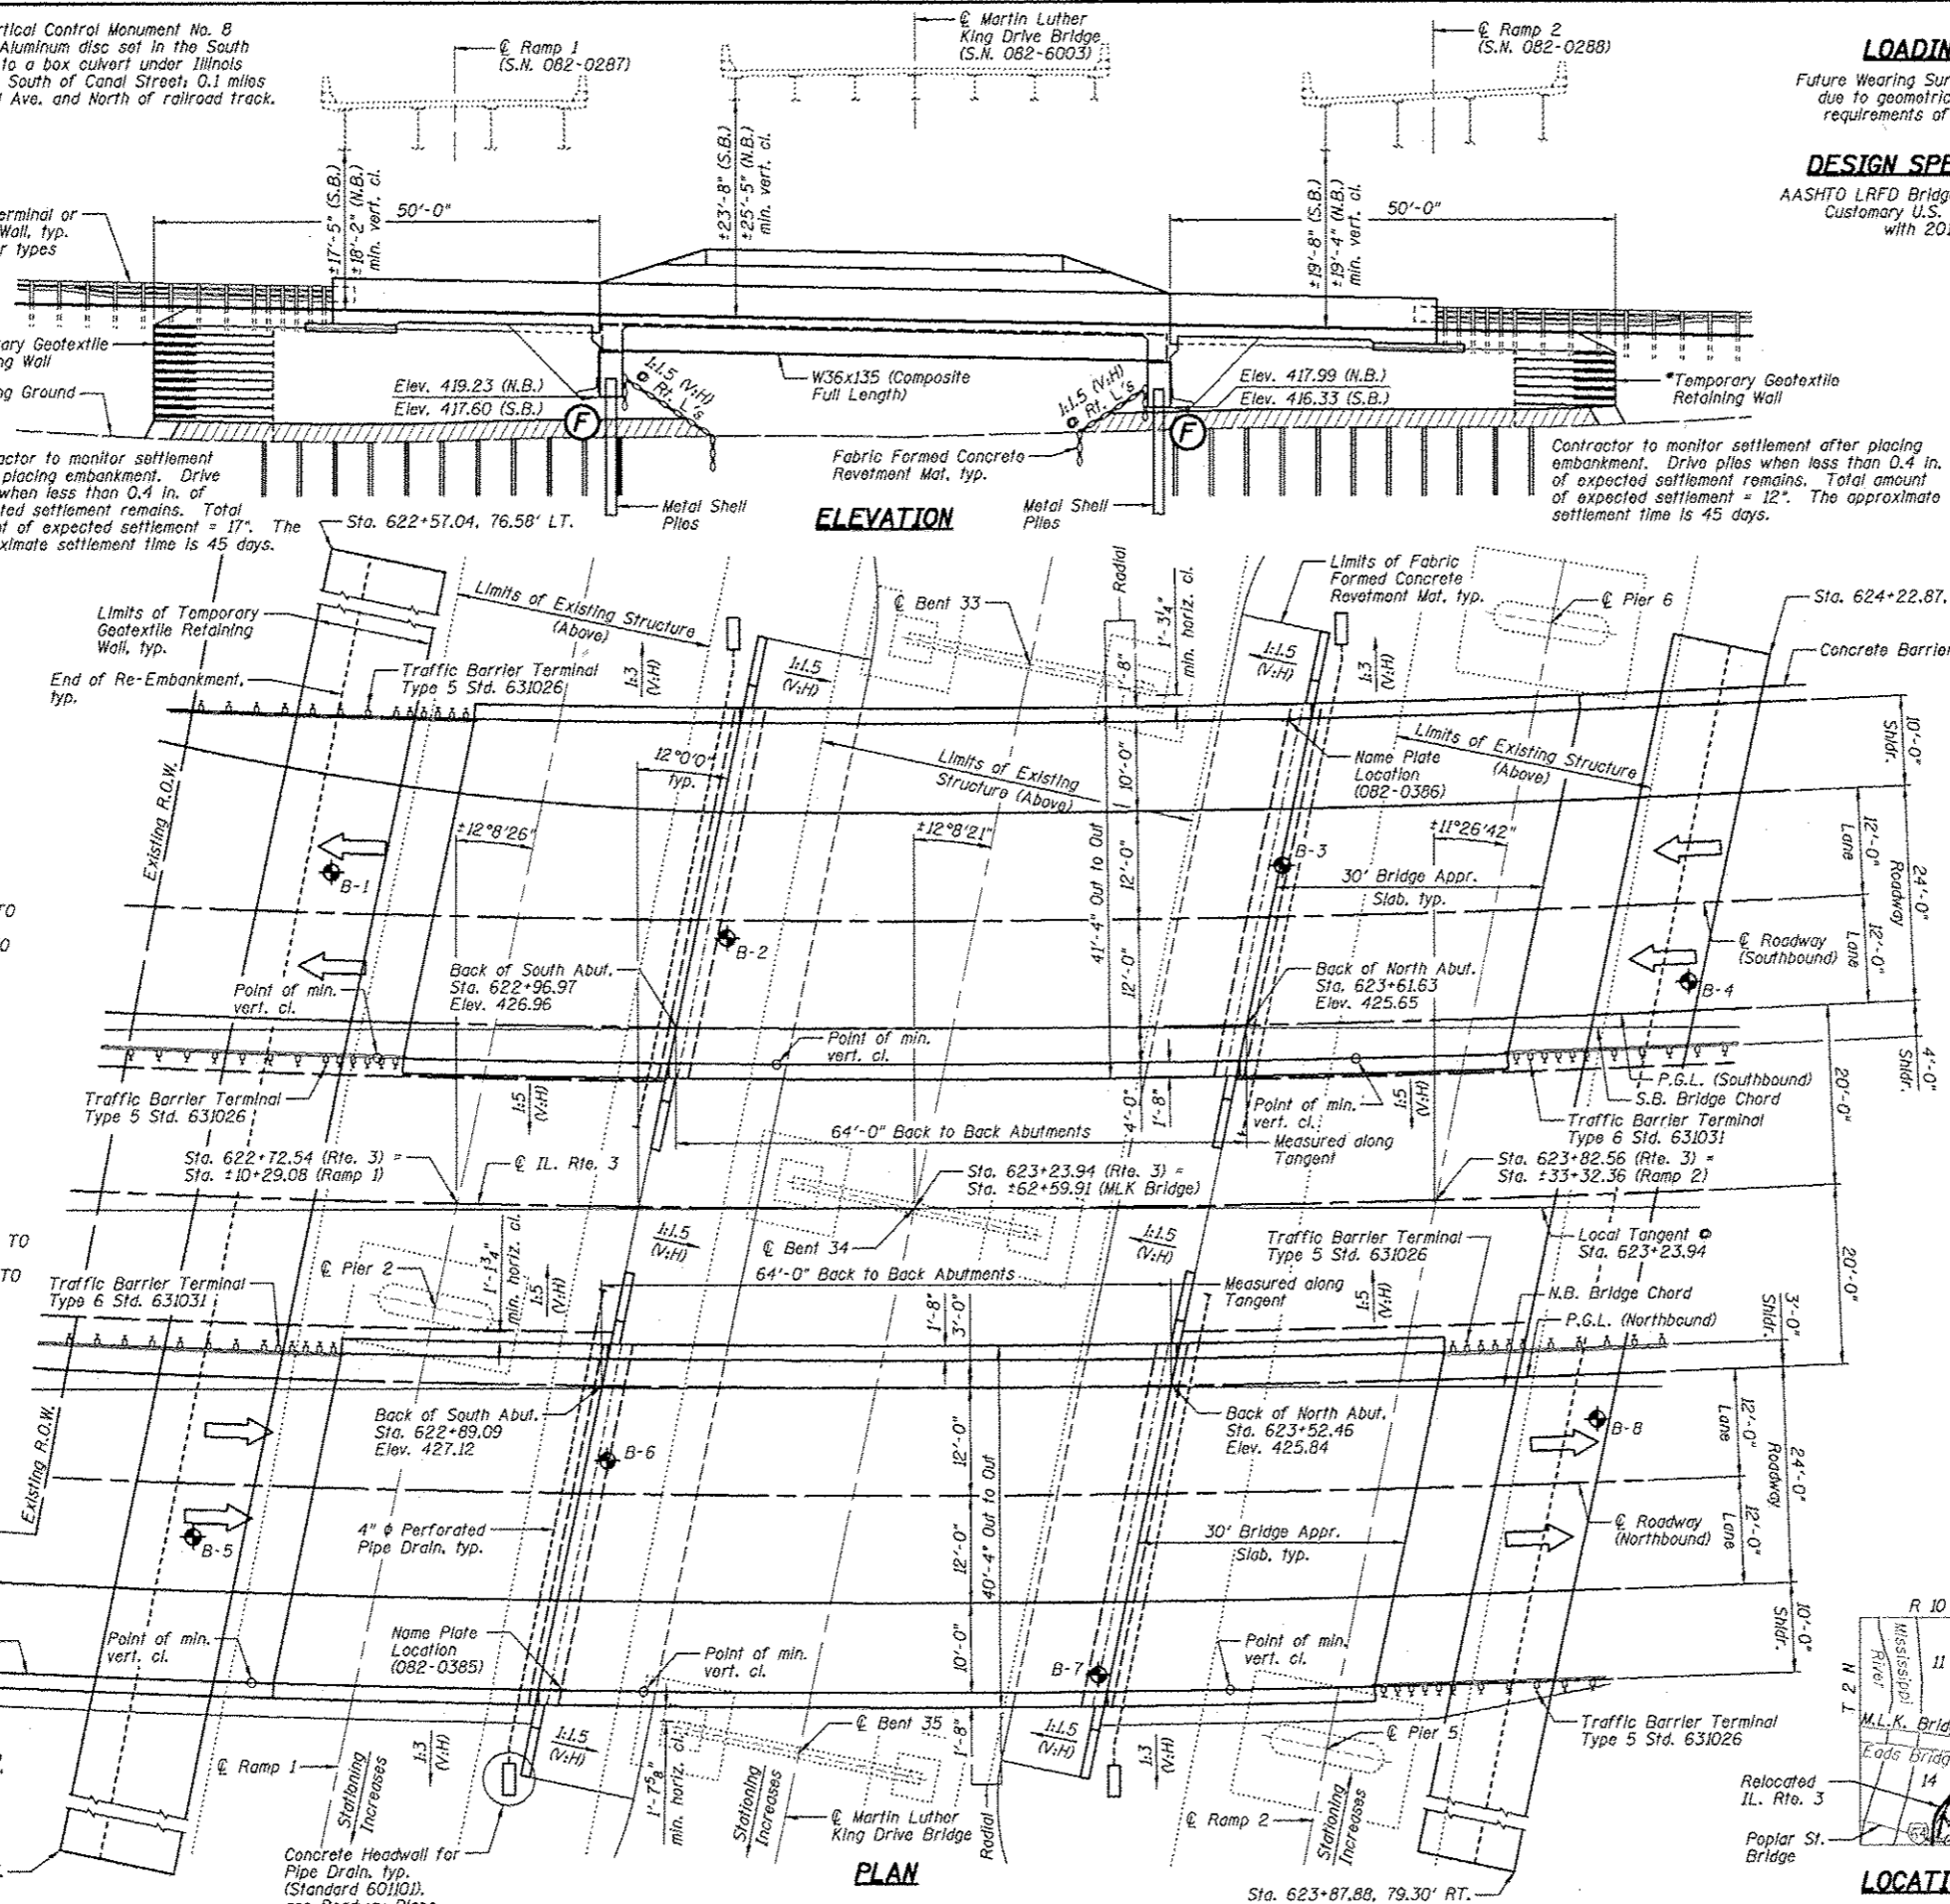 rtical Control Monument No. 8
Aluminum disc set in the South
to a box culvert under Illinois
South of Canal Street; 0.1 miles
Ave. and North of railroad track.
℄ Ramp 1
(S.N. 082-0287)
℄ Martin Luther
King Drive Bridge
(S.N. 082-6003)
℄ Ramp 2
(S.N. 082-0288)
LOADIN
Future Wearing Sur
due to geometric
requirements of
DESIGN SPE
AASHTO LRFD Bridge
Customary U.S.
with 201
±17'-5" (S.B.)
±18'-2" (N.B.)
min. vert. cl.
±23'-8" (S.B.)
±25'-5" (N.B.)
min. vert. cl.
±19'-8" (S.B.)
±19'-4" (N.B.)
min. vert. cl.
50'-0"
50'-0"
erminal or
Wall, typ.
r types
ary Geotextile
ng Wall
ng Ground
Elev. 419.23 (N.B.)
Elev. 417.60 (S.B.)
F
1:1.5 (V:H)
@ Rt. L's
W36x135 (Composite
Full Length)
1:1.5 (V:H)
@ Rt. L's
Elev. 417.99 (N.B.)
Elev. 416.33 (S.B.)
F
*Temporary Geotextile
Retaining Wall
Fabric Formed Concrete
Revetment Mat, typ.
Metal Shell
Piles
Metal Shell
Piles
ELEVATION
actor to monitor settlement
placing embankment. Drive
when less than 0.4 in. of
ted settlement remains. Total
t of expected settlement = 17". The
ximate settlement time is 45 days.
Contractor to monitor settlement after placing
embankment. Drive piles when less than 0.4 in.
of expected settlement remains. Total amount
of expected settlement = 12". The approximate
settlement time is 45 days.
Sta. 622+57.04, 76.58' LT.
Limits of Temporary
Geotextile Retaining
Wall, typ.
End of Re-Embankment,
typ.
Limits of Existing Structure
(Above)
Traffic Barrier Terminal
Type 5 Std. 631026
1:3
(V:H)
1:1.5
(V:H)
℄ Bent 33
Radial
1'-8"
1'-3¼"
min. horiz. cl.
Limits of Fabric
Formed Concrete
Revetment Mat, typ.
1:1.5
(V:H)
1:3
(V:H)
℄ Pier 6
Sta. 624+22.87,
Concrete Barrier
10'-0"
Shldr.
Existing R.O.W.
12°0'0"
typ.
Limits of Existing
Structure (Above)
10'-0"
Name Plate
Location
(082-0386)
Limits of Existing Structure
(Above)
±12°8'26"
±12°8'21"
±11°26'42"
B-1
B-2
B-3
30' Bridge Appr.
Slab, typ.
12'-0"
Lane
24'-0"
Roadway
12'-0"
Lane
℄ Roadway
(Southbound)
B-4
41'-4" Out to Out
12'-0"
12'-0"
TO
O
Point of min.
vert. cl.
Back of South Abut.
Sta. 622+96.97
Elev. 426.96
Back of North Abut.
Sta. 623+61.63
Elev. 425.65
Point of min.
vert. cl.
4'-0"
Shldr.
Traffic Barrier Terminal
Type 5 Std. 631026
1:5
(V:H)
64'-0" Back to Back Abutments
4'-0"
1'-8"
Point of min.
vert. cl.
1:5
(V:H)
Measured along
Tangent
P.G.L. (Southbound)
S.B. Bridge Chord
Traffic Barrier Terminal
Type 6 Std. 631031
20'-0"
Sta. 622+72.54 (Rte. 3) =
Sta. ±10+29.08 (Ramp 1)
℄ IL. Rte. 3
Sta. 623+23.94 (Rte. 3) =
Sta. ±62+59.91 (MLK Bridge)
Sta. 623+82.56 (Rte. 3) =
Sta. ±33+32.36 (Ramp 2)
TO
TO
℄ Pier 2
1'-1¾"
min. horiz. cl.
1:5
(V:H)
1:1.5
(V:H)
℄ Bent 34
1:1.5
(V:H)
Traffic Barrier Terminal
Type 5 Std. 631026
Local Tangent @
Sta. 623+23.94
20'-0"
Traffic Barrier Terminal
Type 6 Std. 631031
64'-0" Back to Back Abutments
Measured along
Tangent
1:5
(V:H)
N.B. Bridge Chord
P.G.L. (Northbound)
3'-0"
Shldr.
1'-8"
3'-0"
Back of South Abut.
Sta. 622+89.09
Elev. 427.12
Back of North Abut.
Sta. 623+52.46
Elev. 425.84
B-6
B-8
12'-0"
Lane
24'-0"
Roadway
12'-0"
Lane
Existing R.O.W.
B-5
4" ϕ Perforated
Pipe Drain, typ.
12'-0"
12'-0"
40'-4" Out to Out
30' Bridge Appr.
Slab, typ.
℄ Roadway
(Northbound)
Point of min.
vert. cl.
Name Plate
Location
(082-0385)
Point of min.
vert. cl.
10'-0"
B-7
Point of min.
vert. cl.
10'-0"
Shldr.
℄ Ramp 1
Stationing
Increases
1:3
(V:H)
1:1.5
(V:H)
1'-7⅝"
min. horiz. cl.
℄ Bent 35
Stationing
Increases
℄ Martin Luther
King Drive Bridge
1'-8"
Radial
1:1.5
(V:H)
1:3
(V:H)
℄ Pier 5
℄ Ramp 2
Stationing
Increases
Traffic Barrier Terminal
Type 5 Std. 631026
Concrete Headwall for
Pipe Drain, typ.
(Standard 601101),
PLAN
Sta. 623+87.88, 79.30' RT.
R 10
Mississippi
River
11
T 2 N
M.L.K. Bridg
Eads Bridg
14
Relocated
IL. Rte. 3
Poplar St.
Bridge
LOCATI